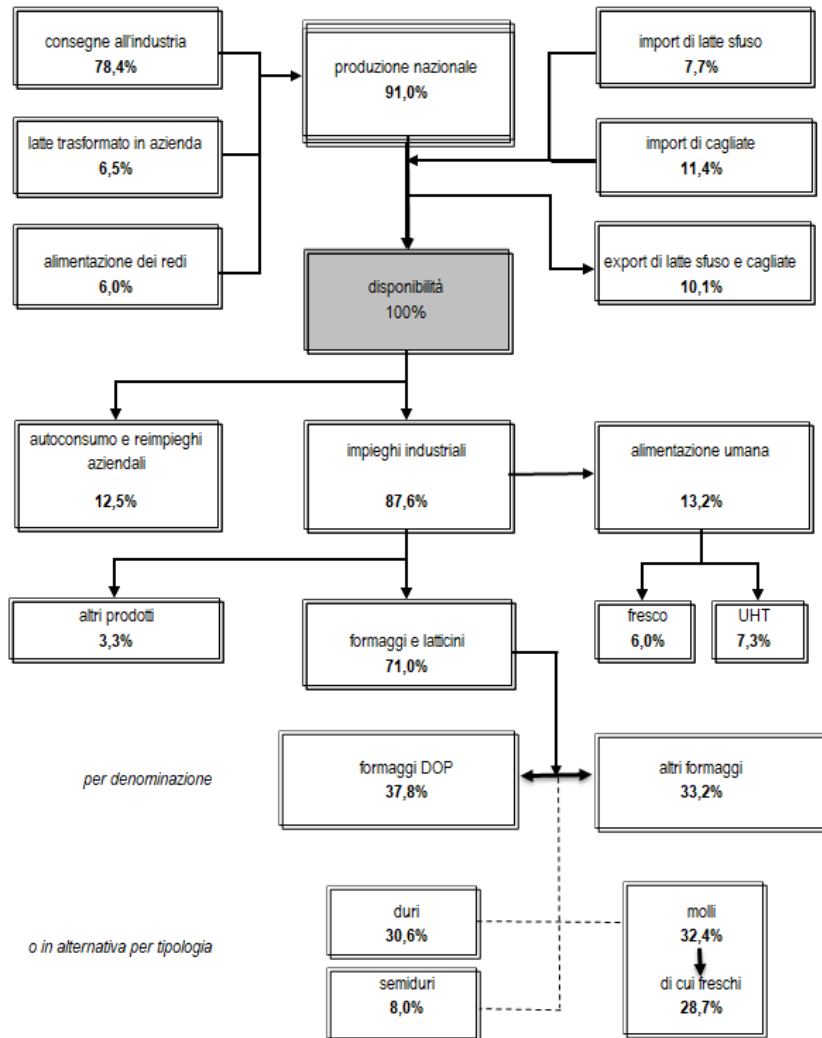 consegne all'industria
78,4%
produzione nazionale
91,0%
import di latte sfuso
7,7%
latte trasformato in azienda
6,5%
import di cagliate
11,4%
alimentazione dei redi
6,0%
disponibilità
100%
export di latte sfuso e cagliate
10,1%
autoconsumo e reimpieghi
aziendali
12,5%
impieghi industriali
87,6%
alimentazione umana
13,2%
altri prodotti
3,3%
formaggi e latticini
71,0%
fresco
6,0%
UHT
7,3%
per denominazione
formaggi DOP
37,8%
altri formaggi
33,2%
o in alternativa per tipologia
duri
30,6%
molli
32,4%
semiduri
8,0%
di cui freschi
28,7%